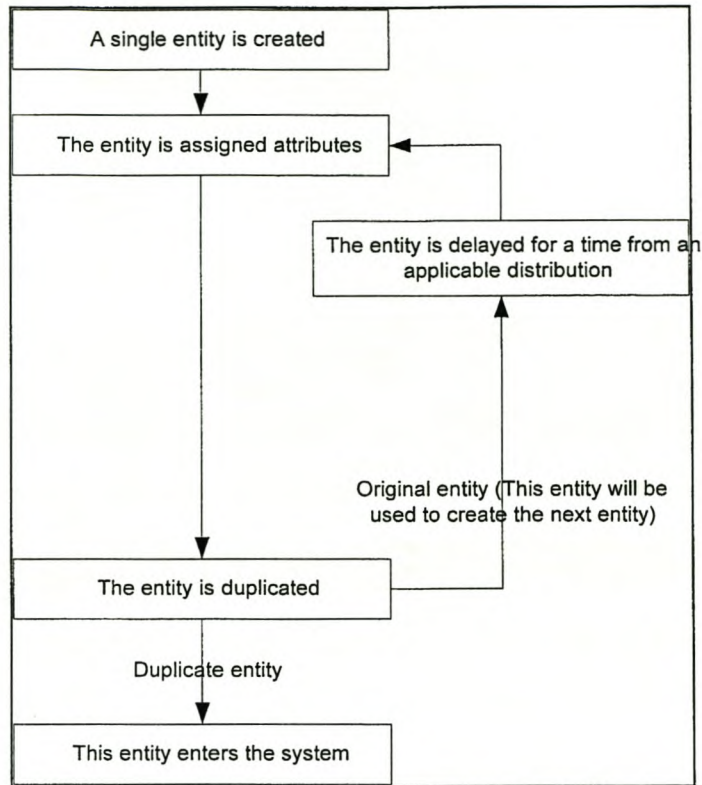 A single entity is created
The entity is assigned attributes
The entity is delayed for a time from an
applicable distribution
Original entity (This entity will be
used to create the next entity)
The entity is duplicated
Duplicate entity
This entity enters the system